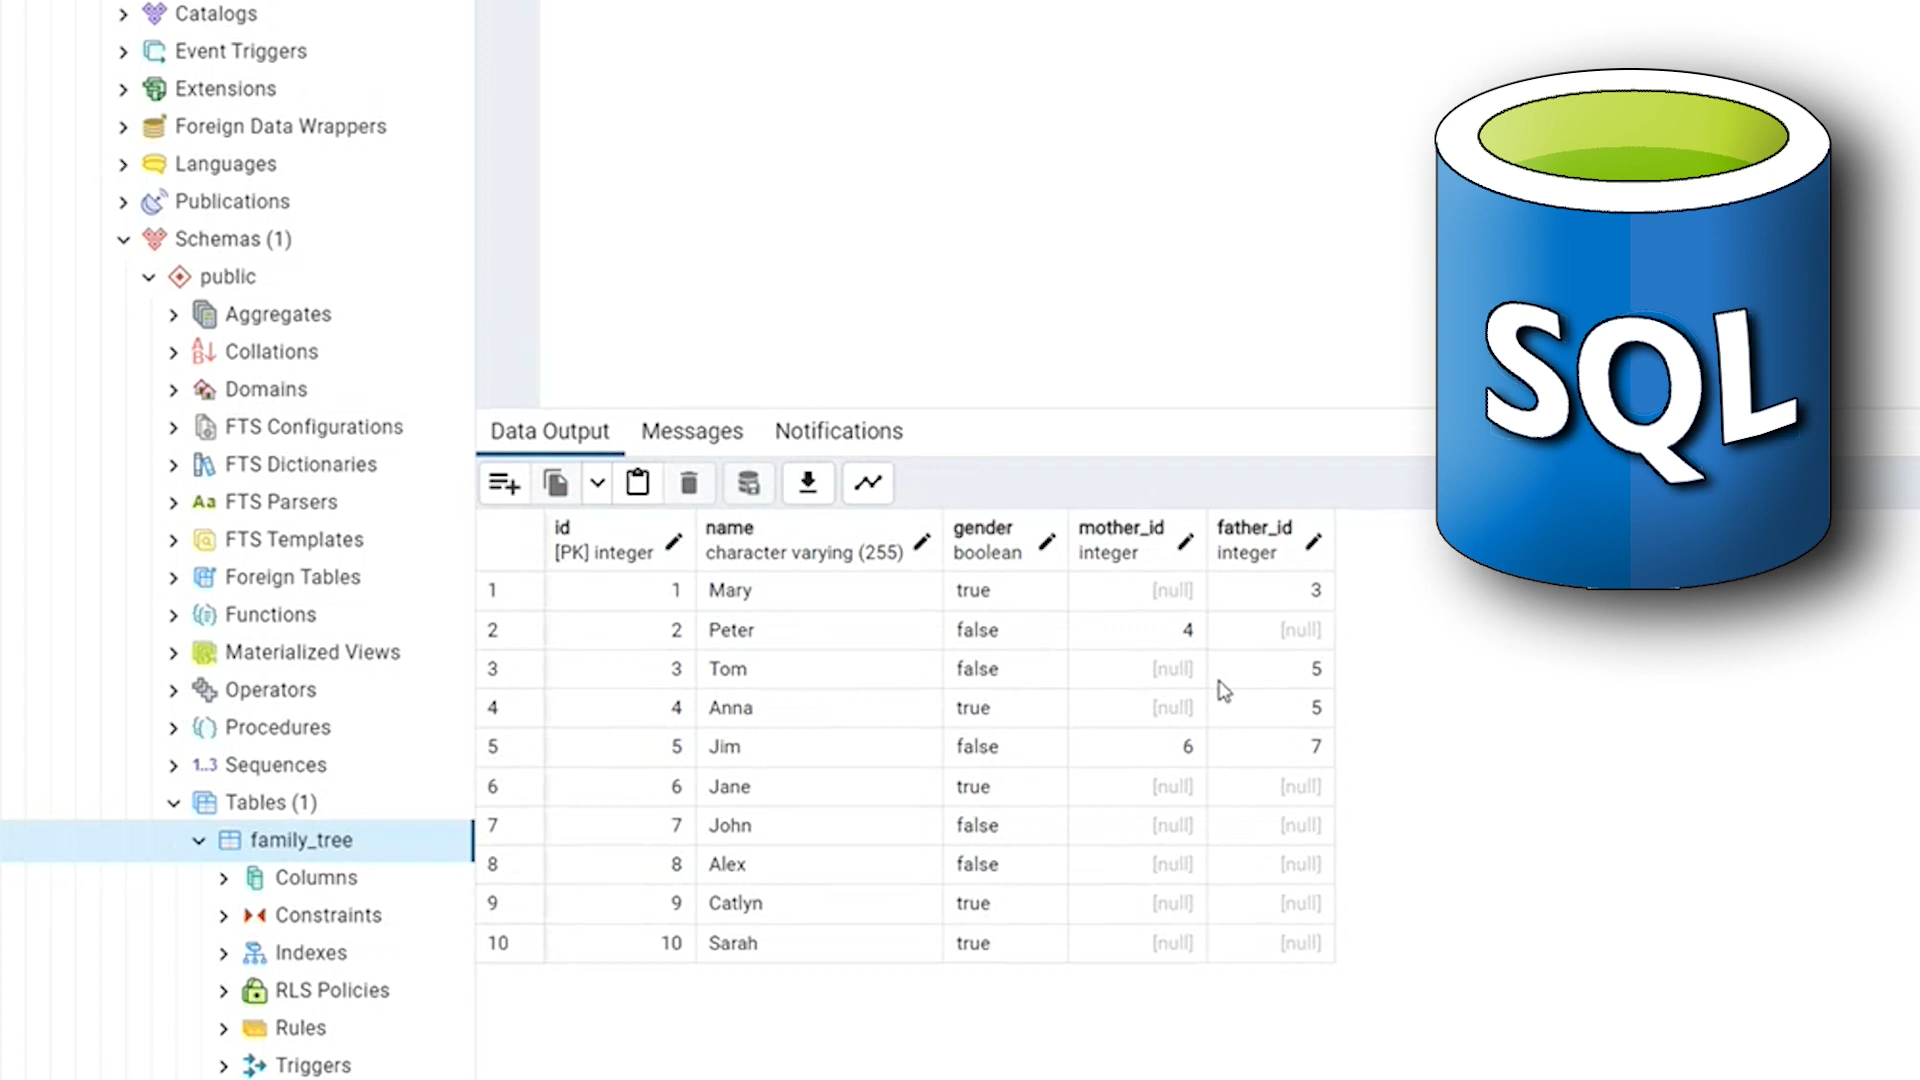 Catalogs
Event Triggers
Extensions
Foreign Data Wrappers
Languages
Publications
Schemas (1)
public
Aggregates
Collations
Domains
FTS Configurations
FTS Dictionaries
Aa FTS Parsers
FTS Templates
Foreign Tables
Functions
Materialized Views
Operators
Procedures
1..3 Sequences
Tables (1)
family_tree
Columns
Constraints
Indexes
RLS Policies
Rules
Triggers
SQL
Data Output Messages Notifications
id name gender mother_id father_id
[PK] integer character varying (255) boolean integer integer
1 1 Mary true [null] 3
2 2 Peter false 4 [null]
3 3 Tom false [null] 5
4 4 Anna true [null] 5
5 5 Jim false 6 7
6 6 Jane true [null] [null]
7 7 John false [null] [null]
8 8 Alex false [null] [null]
9 9 Catlyn true [null] [null]
10 10 Sarah true [null] [null]